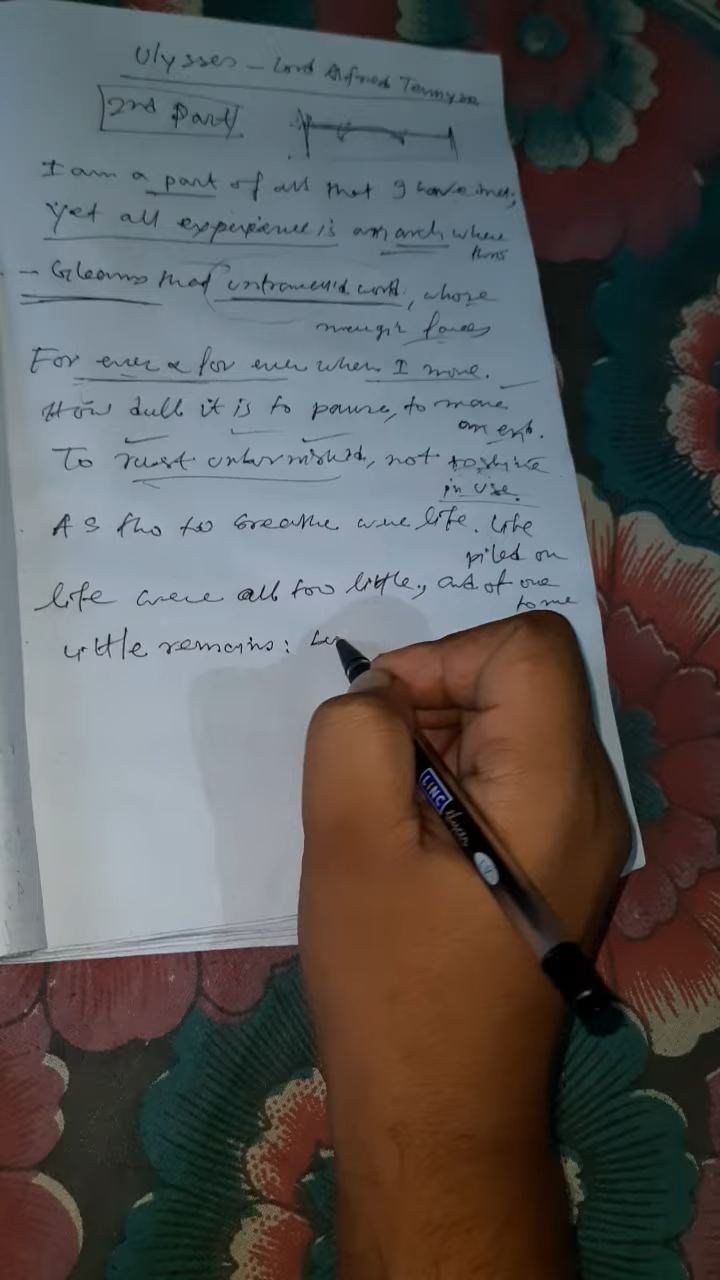 Ulysses - Lord Alfred Tennyson
2nd Part
I am a part of all that I have met;
Yet all experience is an arch where
thro
- Gleams that untravell'd world, whose
margin fades
For ever & for ever when I move.
How dull it is to pause, to make
an end.
To rust unburnished, not to shine
in use.
As tho to breathe were life. Life
piled on
life were all too little, and of one
to me
little remains:
LINC